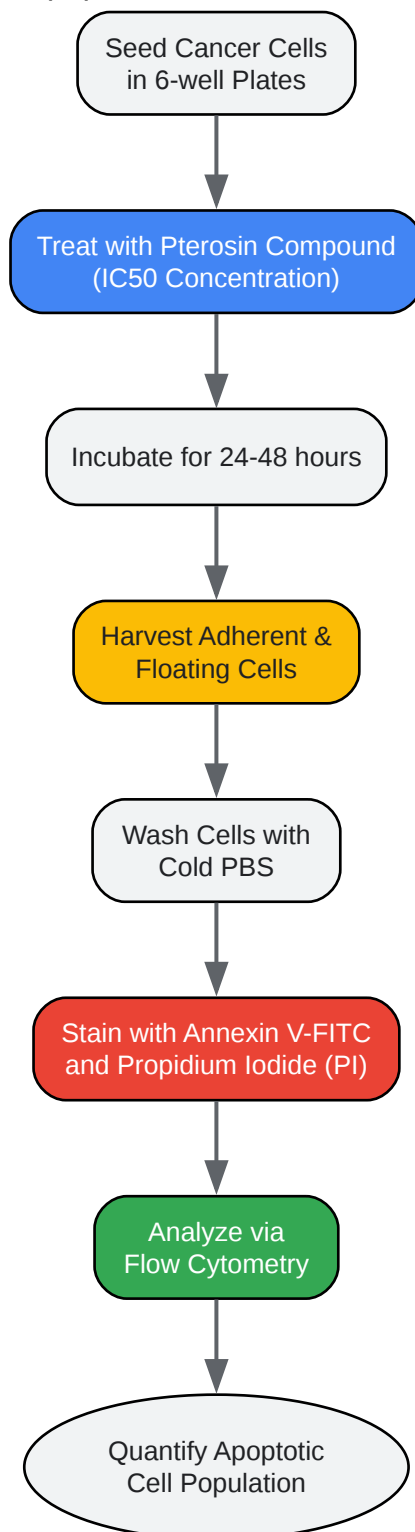 Seed Cancer Cells
in 6-well Plates
Treat with Pterosin Compound
(IC50 Concentration)
Incubate for 24-48 hours
Harvest Adherent &
Floating Cells
Wash Cells with
Cold PBS
Stain with Annexin V-FITC
and Propidium Iodide (PI)
Analyze via
Flow Cytometry
Quantify Apoptotic
Cell Population